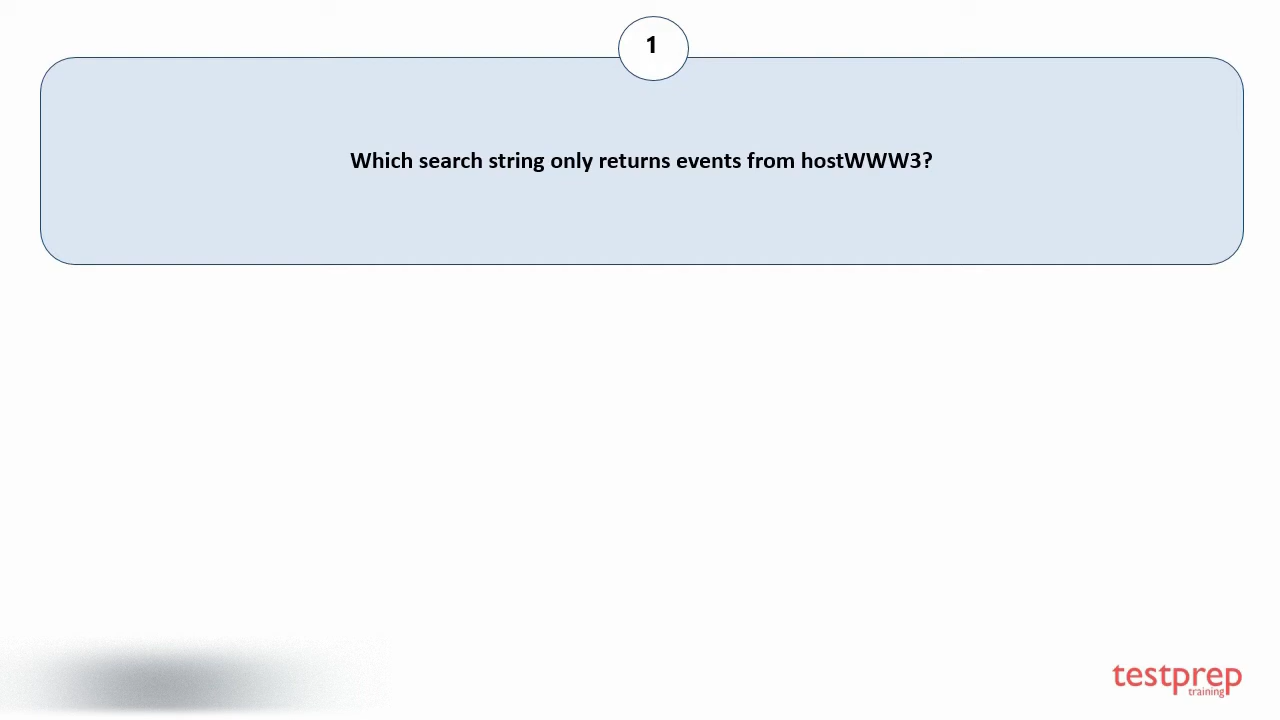 1
Which search string only returns events from hostWWW3?
testprep
training